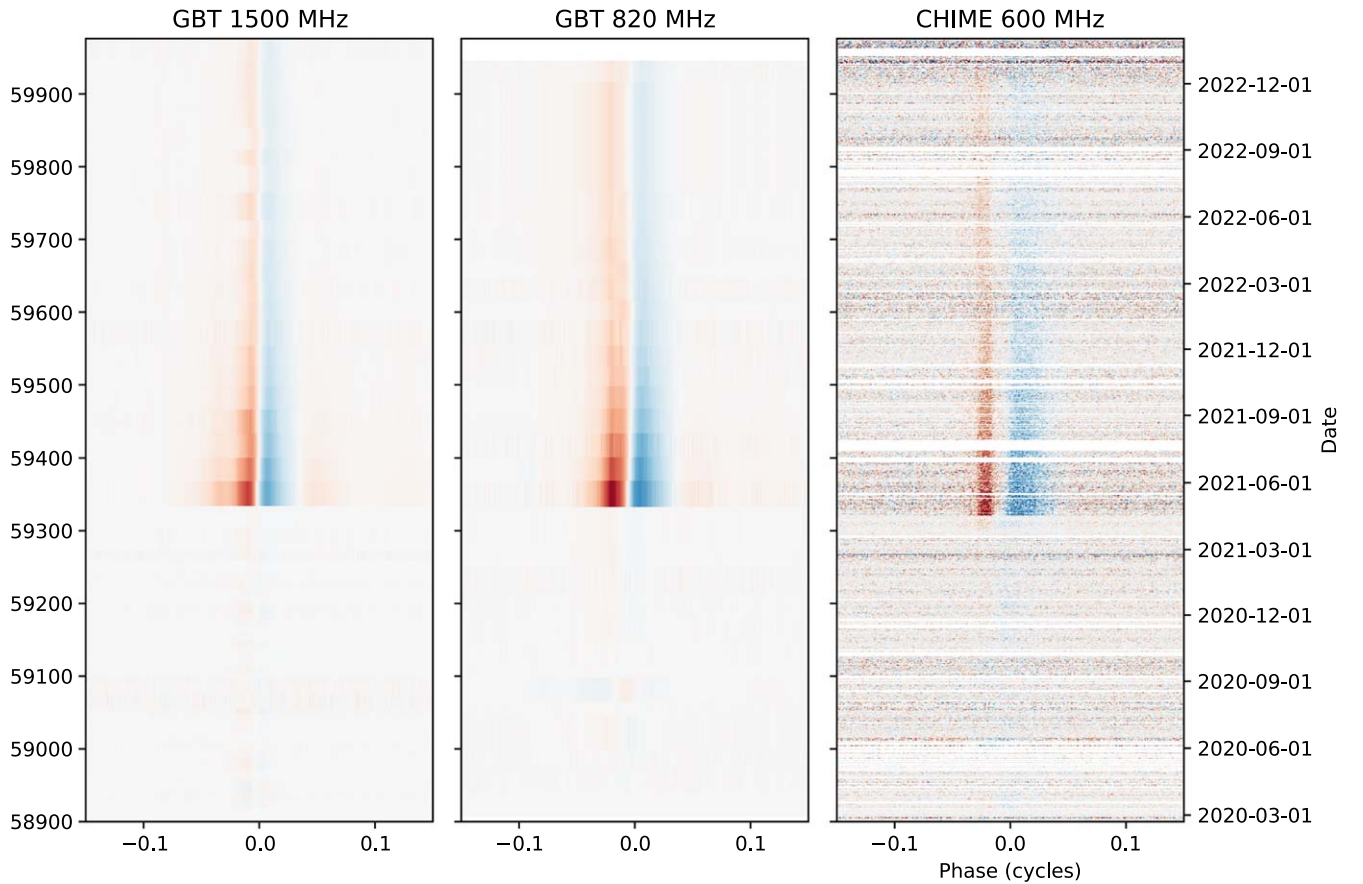 GBT 1500 MHz
GBT 820 MHz
CHIME 600 MHz
59900
59800
59700
59600
59500
59400
59300
59200
59100
59000
58900
2022-12-01
2022-09-01
2022-06-01
2022-03-01
2021-12-01
2021-09-01
2021-06-01
2021-03-01
2020-12-01
2020-09-01
2020-06-01
2020-03-01
Date
−0.1 0.0 0.1
−0.1 0.0 0.1
−0.1 0.0 0.1
Phase (cycles)